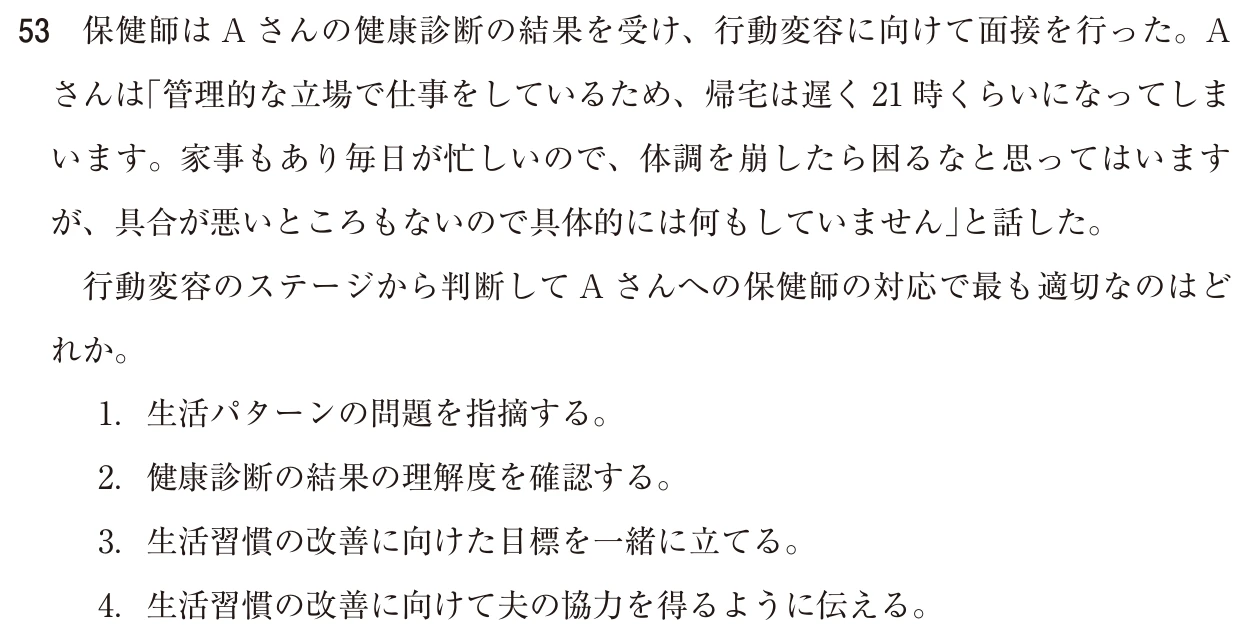 53　保健師は A さんの健康診断の結果を受け、行動変容に向けて面接を行った。A
さんは「管理的な立場で仕事をしているため、帰宅は遅く 21 時くらいになってしま
います。家事もあり毎日が忙しいので、体調を崩したら困るなと思ってはいます
が、具合が悪いところもないので具体的には何もしていません」と話した。
行動変容のステージから判断して A さんへの保健師の対応で最も適切なのはど
れか。
1. 生活パターンの問題を指摘する。
2. 健康診断の結果の理解度を確認する。
3. 生活習慣の改善に向けた目標を一緒に立てる。
4. 生活習慣の改善に向けて夫の協力を得るように伝える。